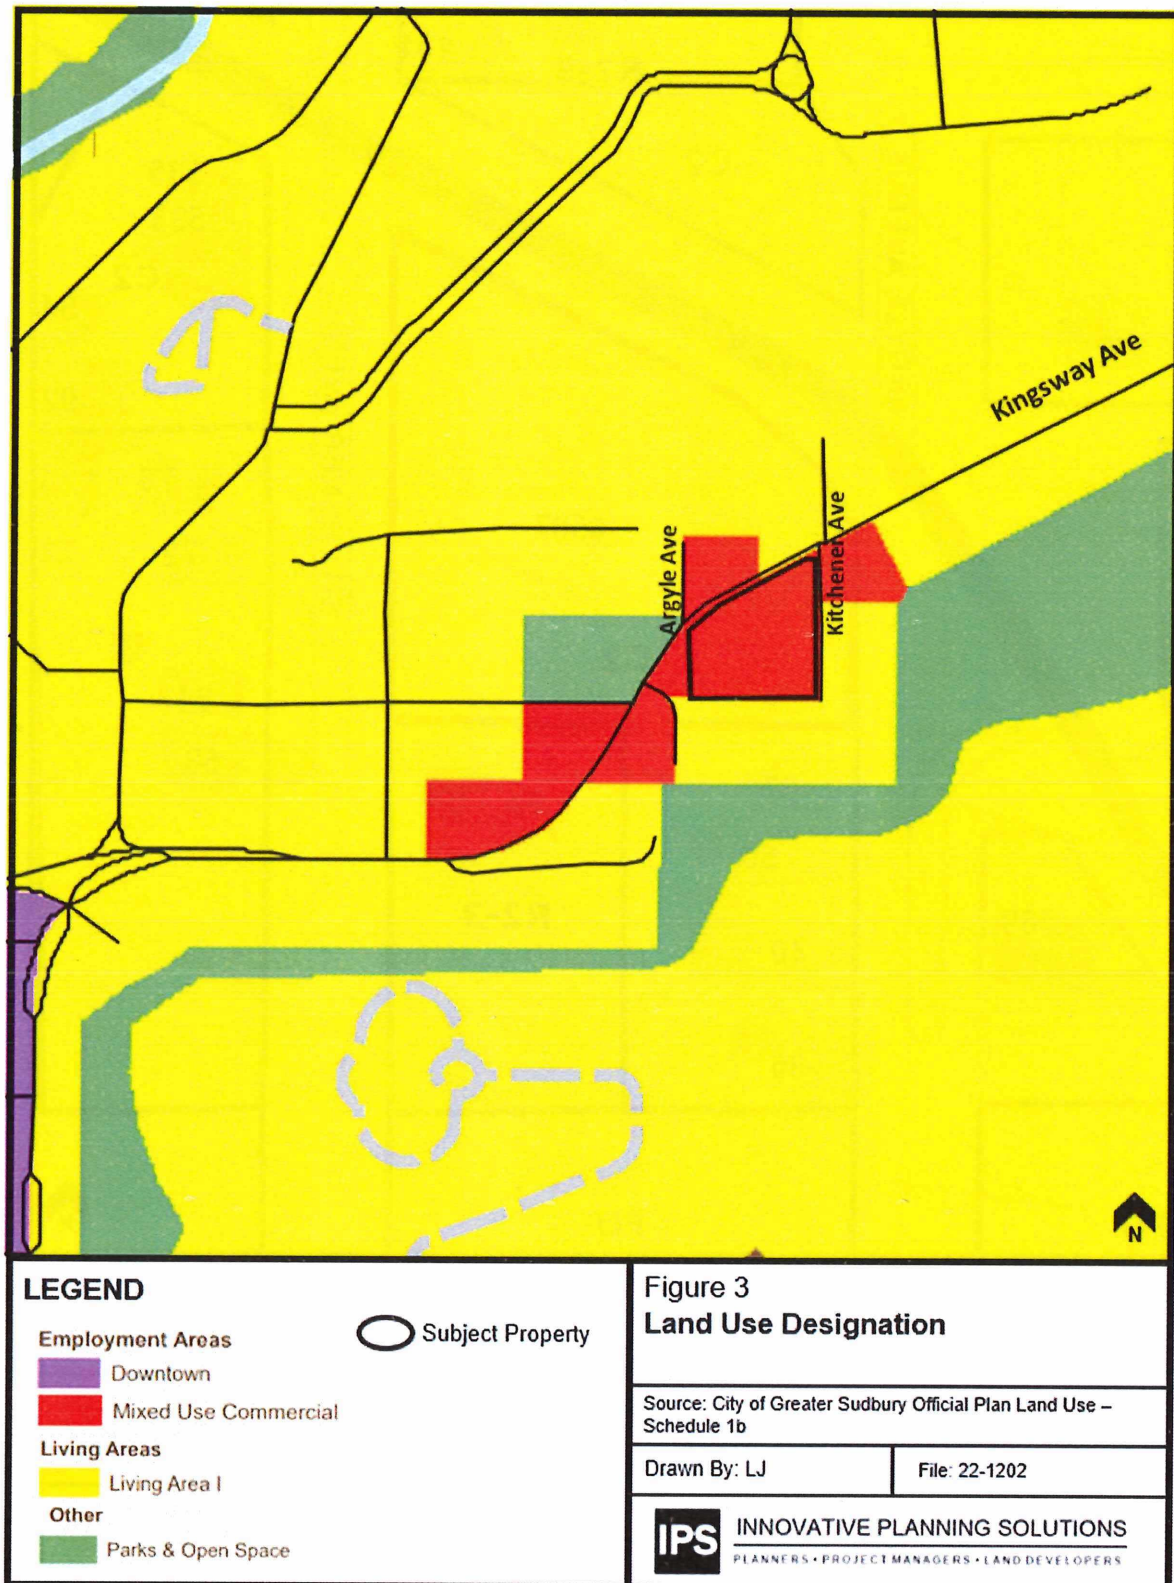 Kingsway Ave
Argyle Ave
Kitchener Ave
N
LEGEND
Employment Areas
Downtown
Mixed Use Commercial
Living Areas
Living Area I
Other
Parks & Open Space
Subject Property
Figure 3
Land Use Designation
Source: City of Greater Sudbury Official Plan Land Use –
Schedule 1b
Drawn By: LJ
File: 22-1202
IPS
INNOVATIVE PLANNING SOLUTIONS
PLANNERS • PROJECT MANAGERS • LAND DEVELOPERS